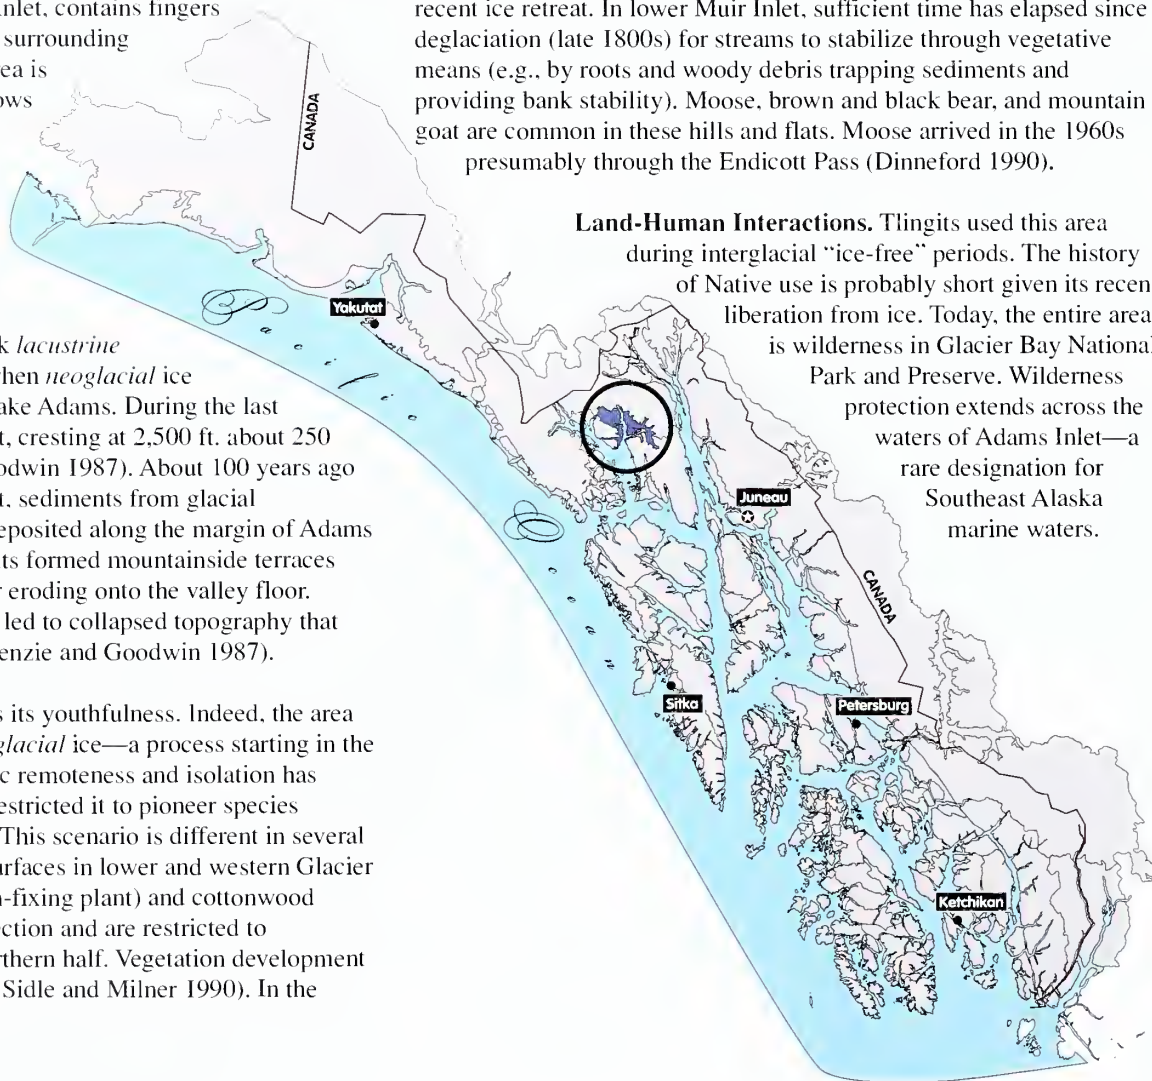 nlet, contains fingers
surrounding
ea is
ows
k lacustrine
hen neoglacial ice
ake Adams. During the last
t, cresting at 2,500 ft. about 250
odwin 1987). About 100 years ago
t, sediments from glacial
eposited along the margin of Adams
ts formed mountainside terraces
r eroding onto the valley floor.
led to collapsed topography that
enzie and Goodwin 1987).
s its youthfulness. Indeed, the area
glacial ice—a process starting in the
c remoteness and isolation has
estricted it to pioneer species
This scenario is different in several
urfaces in lower and western Glacier
n-fixing plant) and cottonwood
ction and are restricted to
rthern half. Vegetation development
Sidle and Milner 1990). In the
recent ice retreat. In lower Muir Inlet, sufficient time has elapsed since
deglaciation (late 1800s) for streams to stabilize through vegetative
means (e.g., by roots and woody debris trapping sediments and
providing bank stability). Moose, brown and black bear, and mountain
goat are common in these hills and flats. Moose arrived in the 1960s
presumably through the Endicott Pass (Dinneford 1990).
Land-Human Interactions. Tlingits used this area
during interglacial “ice-free” periods. The history
of Native use is probably short given its recen
liberation from ice. Today, the entire area
is wilderness in Glacier Bay National
Park and Preserve. Wilderness
protection extends across the
waters of Adams Inlet—a
rare designation for
Southeast Alaska
marine waters.
CANADA
Yakutat
Pacific
Ocean
Juneau
CANADA
Sitka
Petersburg
Ketchikan